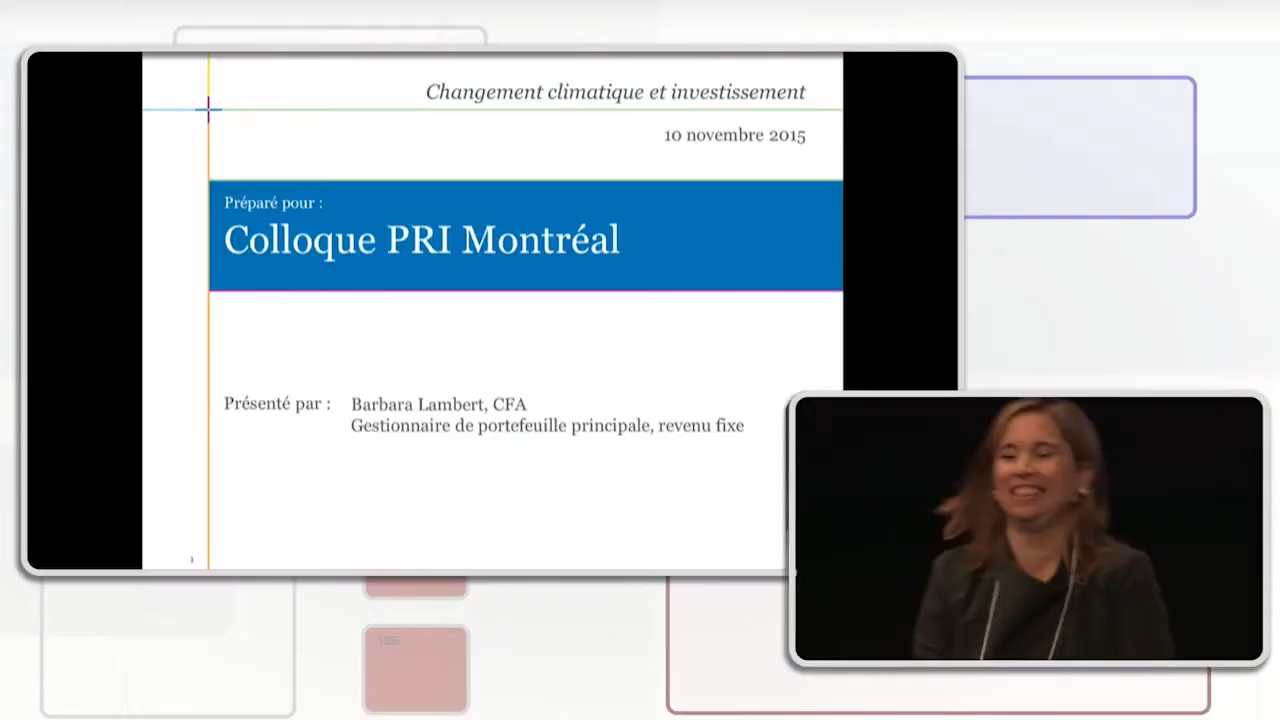 Changement climatique et investissement
10 novembre 2015
Préparé pour :
Colloque PRI Montréal
Présenté par : Barbara Lambert, CFA
Gestionnaire de portefeuille principale, revenu fixe
1